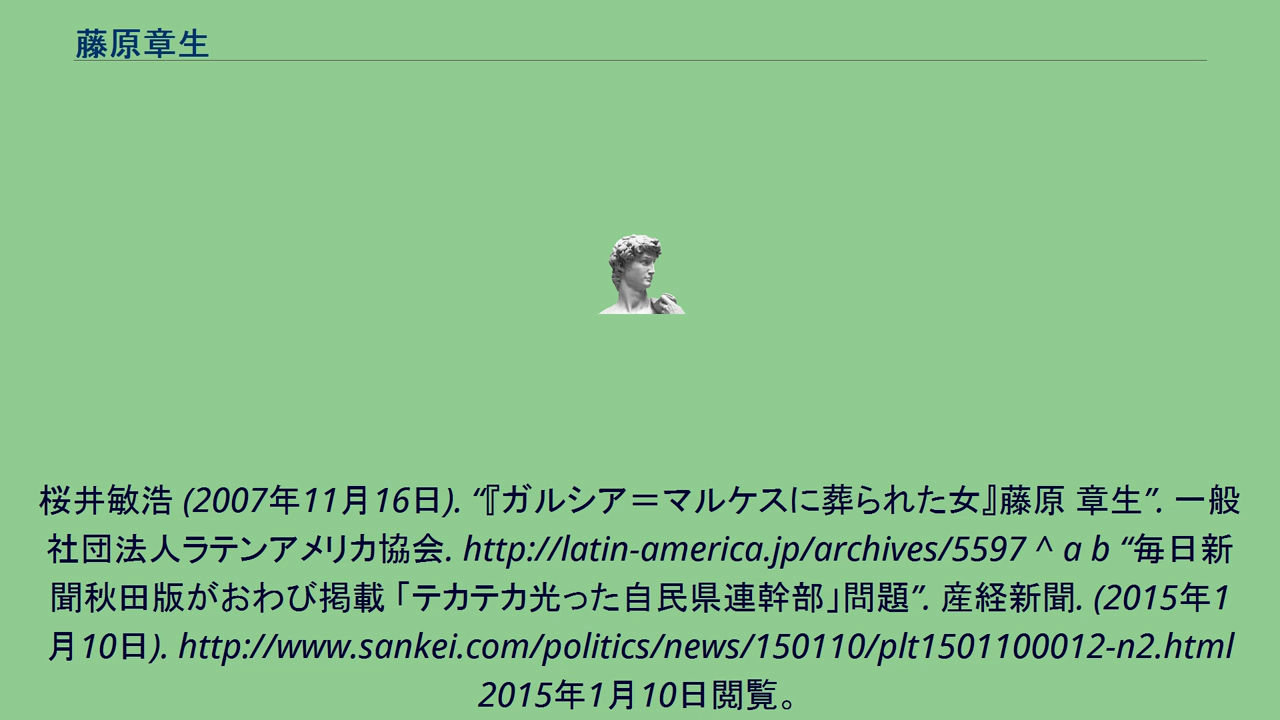 藤原章生
桜井敏浩 (2007年11月16日). “『ガルシア＝マルケスに葬られた女』藤原 章生”. 一般
社団法人ラテンアメリカ協会. http://latin-america.jp/archives/5597 ^ a b “毎日新
聞秋田版がおわび掲載 「テカテカ光った自民県連幹部」問題”. 産経新聞. (2015年1
月10日). http://www.sankei.com/politics/news/150110/plt1501100012-n2.html
2015年1月10日閲覧。